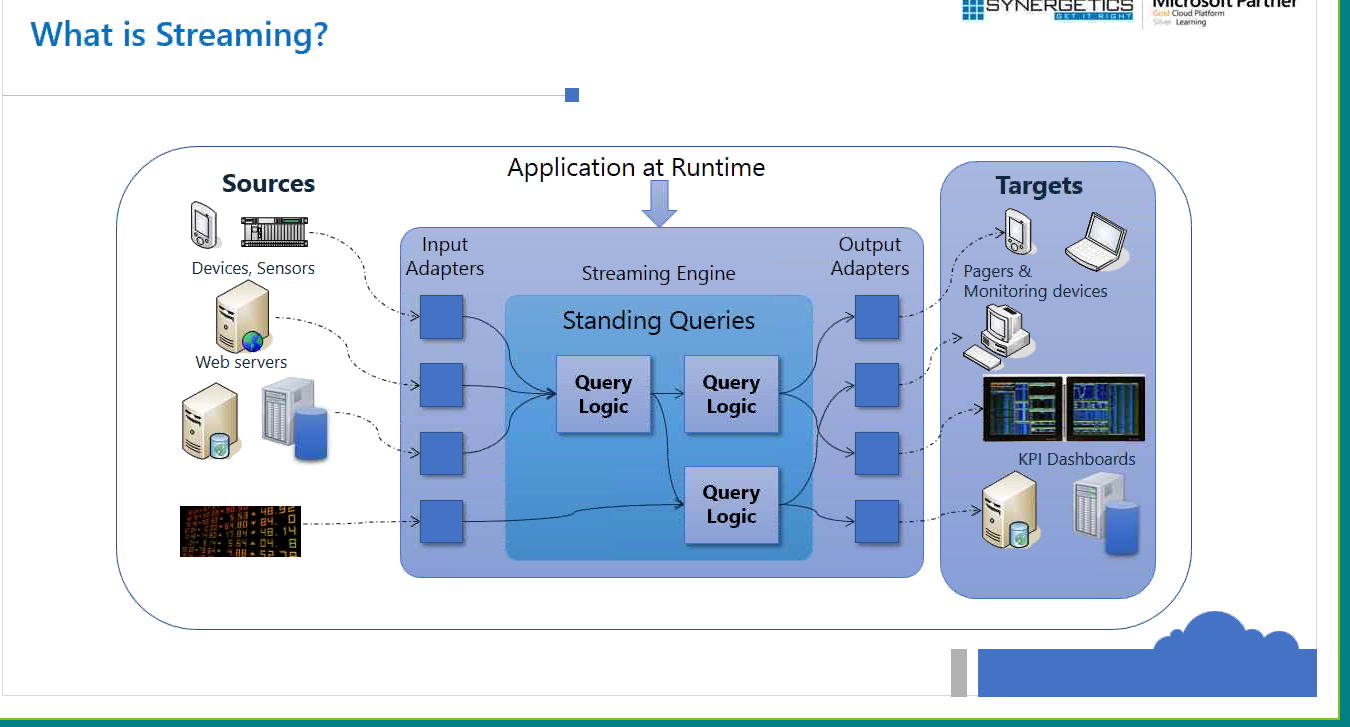 What is Streaming?
SYNERGETICS
GET IT RIGHT
Microsoft Partner
Gold Cloud Platform
Silver Learning
Application at Runtime
Sources
Targets
Input
Adapters
Output
Adapters
Streaming Engine
Devices, Sensors
Pagers &
Monitoring devices
Standing Queries
Web servers
Query
Logic
Query
Logic
KPI Dashboards
Query
Logic